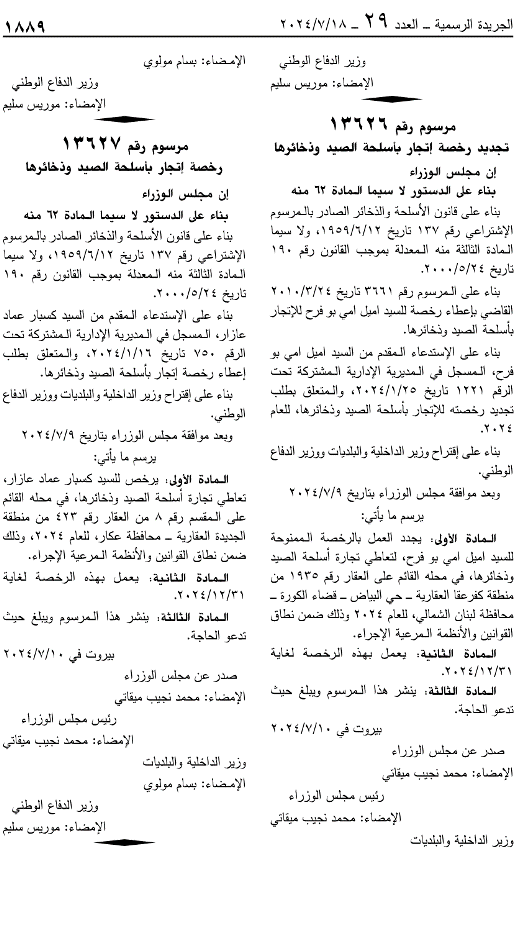 الجريدة الرسمية ــ العدد ٢٩ ــ ٢٠٢٤/٧/١٨
١٨٨٩
وزير الدفاع الوطني
الإمضاء: موريس سليم
مرسوم رقم ١٣٦٢٦
تجديد رخصة إتجار بأسلحة الصيد وذخائرها
إن مجلس الوزراء
بناء على الدستور لا سيما المادة ٦٢ منه
بناء على قانون الأسلحة والذخائر الصادر بالمرسوم
الإشتراعي رقم ١٣٧ تاريخ ١٩٥٩/٦/١٢، ولا سيما
المادة الثالثة منه المعدلة بموجب القانون رقم ١٩٠
تاريخ ٢٠٠٠/٥/٢٤.
بناء على المرسوم رقم ٣٦٦١ تاريخ ٢٠١٠/٣/٢٤
القاضي بإعطاء رخصة للسيد اميل امي بو فرح للإتجار
بأسلحة الصيد وذخائرها.
بناء على الإستدعاء المقدم من السيد اميل امي بو
فرح، المسجل في المديرية الإدارية المشتركة تحت
الرقم ١٢٢١ تاريخ ٢٠٢٤/١/٢٥، والمتعلق بطلب
تجديد رخصته للإتجار بأسلحة الصيد وذخائرها، للعام
٢٠٢٤.
بناء على إقتراح وزير الداخلية والبلديات ووزير الدفاع
الوطني.
وبعد موافقة مجلس الوزراء بتاريخ ٢٠٢٤/٧/٩
يرسم ما يأتي:
المادة الأولى: يجدد العمل بالرخصة الممنوحة
للسيد اميل امي بو فرح، لتعاطي تجارة أسلحة الصيد
وذخائرها، في محله القائم على العقار رقم ١٩٣٥ من
منطقة كفرعقا العقارية ــ حي البياض ــ قضاء الكورة ــ
محافظة لبنان الشمالي، للعام ٢٠٢٤ وذلك ضمن نطاق
القوانين والأنظمة المرعية الإجراء.
المادة الثانية: يعمل بهذه الرخصة لغاية
٢٠٢٤/١٢/٣١.
المادة الثالثة: ينشر هذا المرسوم ويبلغ حيث
تدعو الحاجة.
بيروت في ٢٠٢٤/٧/١٠
صدر عن مجلس الوزراء
الإمضاء: محمد نجيب ميقاتي
رئيس مجلس الوزراء
الإمضاء: محمد نجيب ميقاتي
وزير الداخلية والبلديات
الإمضاء: بسام مولوي
وزير الدفاع الوطني
الإمضاء: موريس سليم
مرسوم رقم ١٣٦٢٧
رخصة إتجار بأسلحة الصيد وذخائرها
إن مجلس الوزراء
بناء على الدستور لا سيما المادة ٦٢ منه
بناء على قانون الأسلحة والذخائر الصادر بالمرسوم
الإشتراعي رقم ١٣٧ تاريخ ١٩٥٩/٦/١٢، ولا سيما
المادة الثالثة منه المعدلة بموجب القانون رقم ١٩٠
تاريخ ٢٠٠٠/٥/٢٤.
بناء على الإستدعاء المقدم من السيد كسبار عماد
عازار، المسجل في المديرية الإدارية المشتركة تحت
الرقم ٧٥٠ تاريخ ٢٠٢٤/١/١٦، والمتعلق بطلب
إعطاء رخصة إتجار بأسلحة الصيد وذخائرها.
بناء على إقتراح وزير الداخلية والبلديات ووزير الدفاع
الوطني.
وبعد موافقة مجلس الوزراء بتاريخ ٢٠٢٤/٧/٩
يرسم ما يأتي:
المادة الأولى: يرخص للسيد كسبار عماد عازار،
تعاطي تجارة أسلحة الصيد وذخائرها، في محله القائم
على المقسم رقم ٨ من العقار رقم ٤٢٣ من منطقة
الجديدة العقارية ــ محافظة عكار، للعام ٢٠٢٤، وذلك
ضمن نطاق القوانين والأنظمة المرعية الإجراء.
المادة الثانية: يعمل بهذه الرخصة لغاية
٢٠٢٤/١٢/٣١.
المادة الثالثة: ينشر هذا المرسوم ويبلغ حيث
تدعو الحاجة.
بيروت في ٢٠٢٤/٧/١٠
صدر عن مجلس الوزراء
الإمضاء: محمد نجيب ميقاتي
رئيس مجلس الوزراء
الإمضاء: محمد نجيب ميقاتي
وزير الداخلية والبلديات
الإمضاء: بسام مولوي
وزير الدفاع الوطني
الإمضاء: موريس سليم